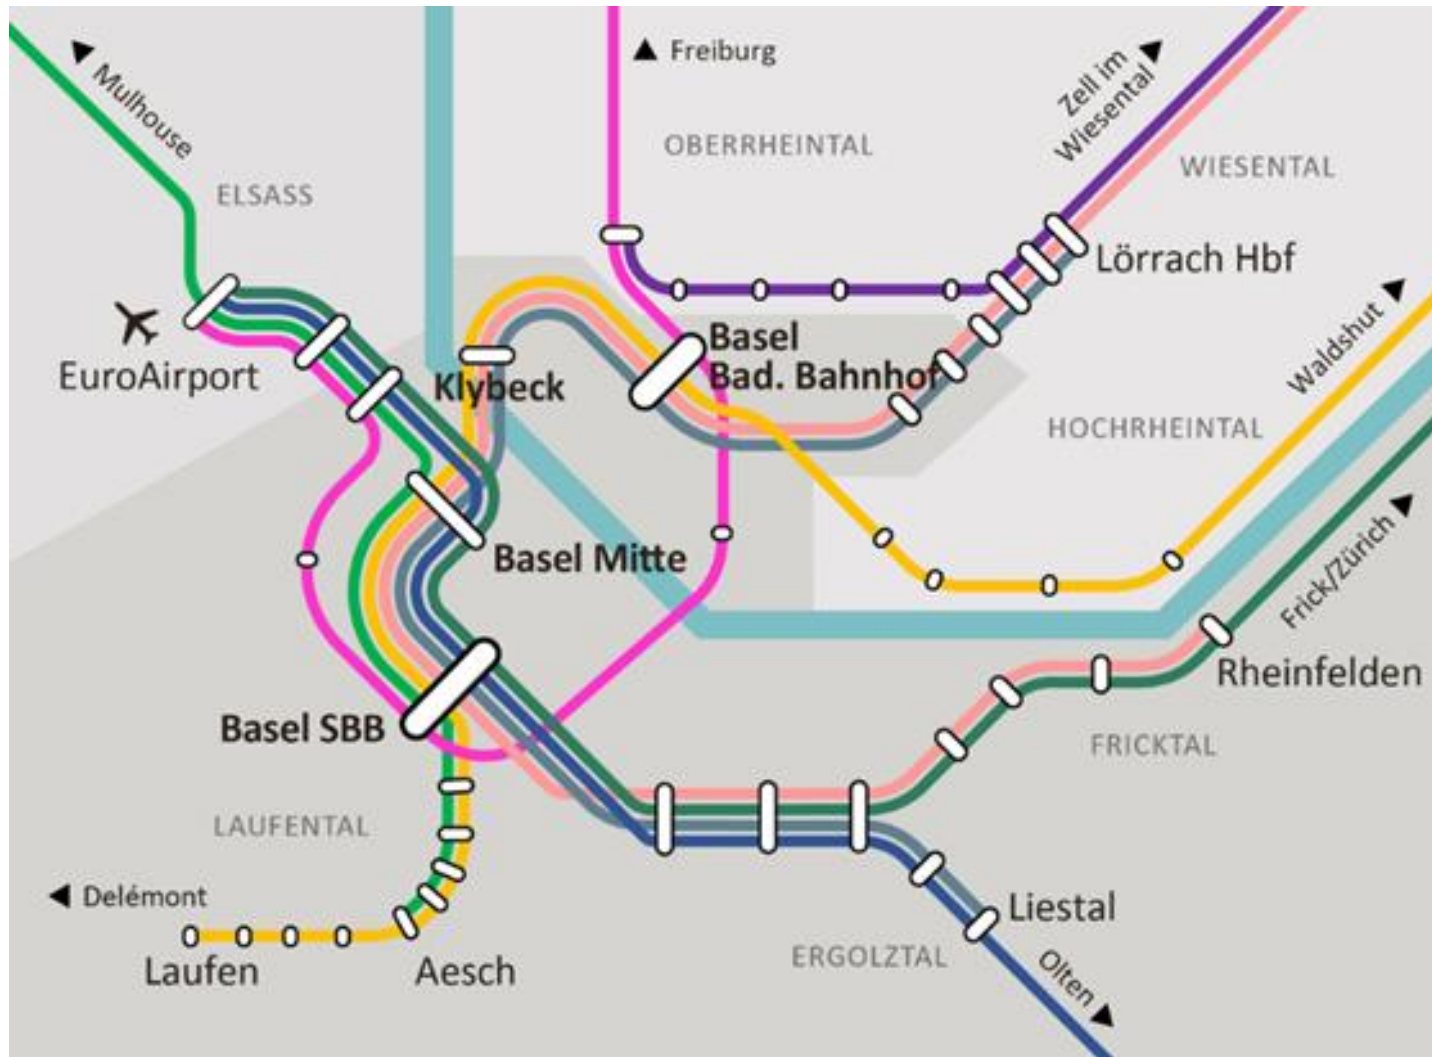 Freiburg
Mulhouse
Zell im
Wiesental
OBERRHEINTAL
WIESENTAL
ELSASS
Lörrach Hbf
EuroAirport
Basel
Bad. Bahnhof
Klybeck
Waldshut
HOCHRHEINTAL
Basel Mitte
Frick/Zürich
Rheinfelden
Basel SBB
FRICKTAL
LAUFENTAL
Delémont
Liestal
ERGOLZTAL
Laufen
Aesch
Olten